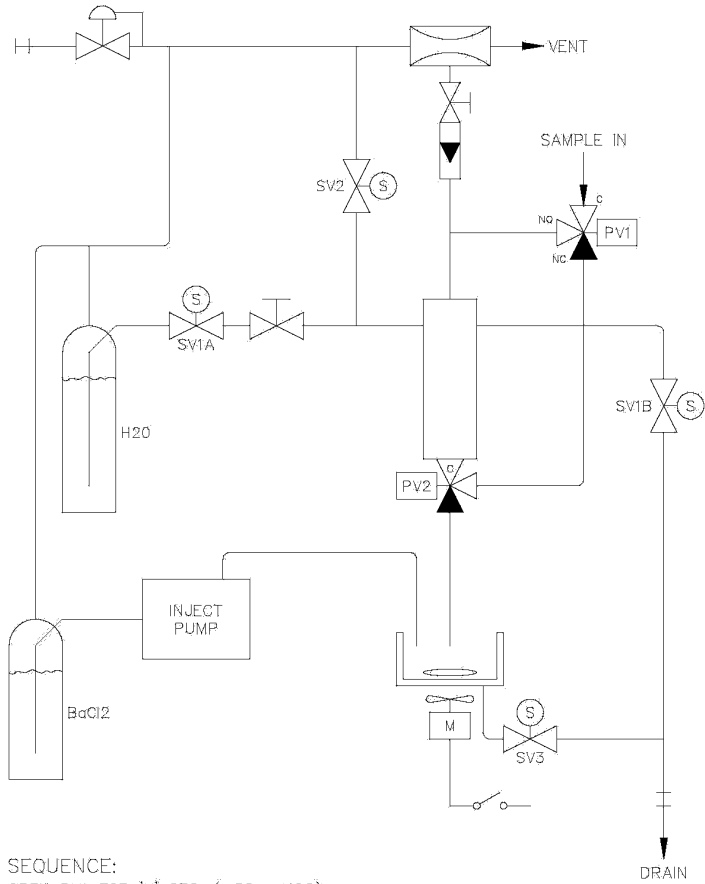 VENT
SAMPLE IN
SV2
S
NO
C
PV1
NC
S
SV1A
SV1B
S
H2O
C
PV2
INJECT
PUMP
BaCl2
M
S
SV3
SEQUENCE:
DRAIN